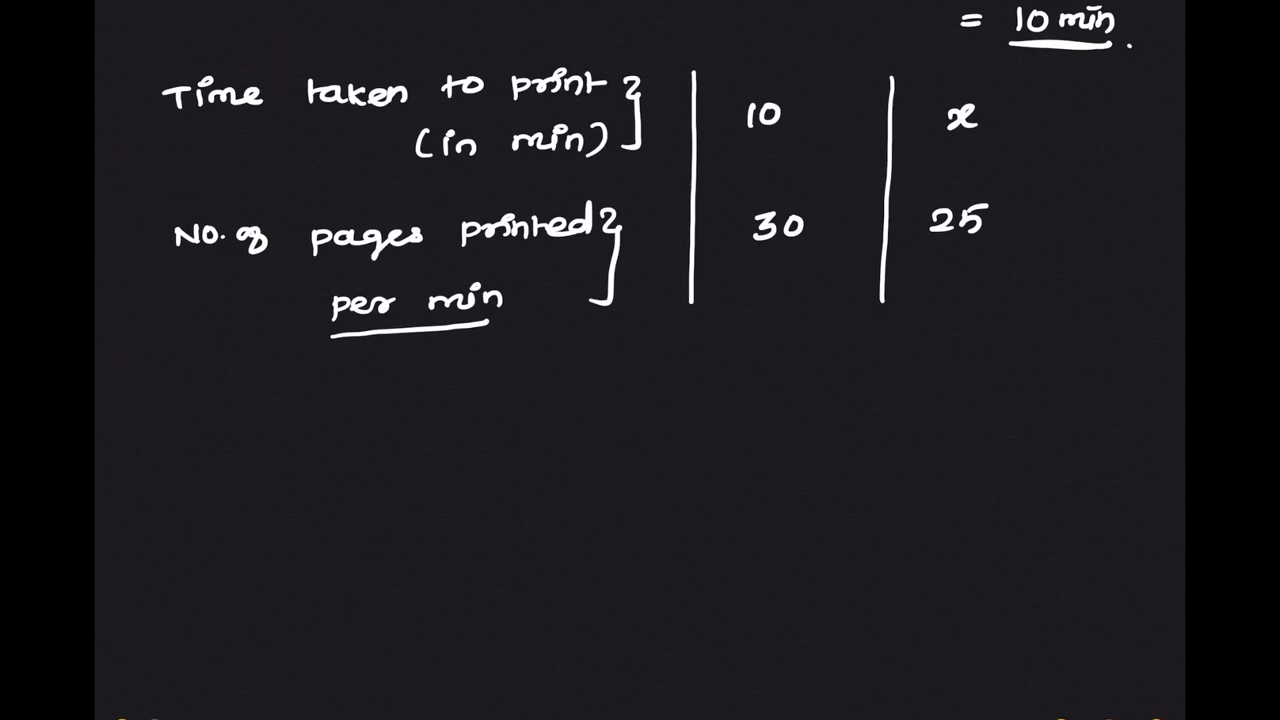 = 10 min.
Time taken to print 10 x
(in min)
No. of pages printed 30 25
per min